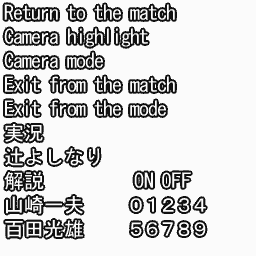 Return to the match
Camera highlight
Camera mode
Exit from the match
Exit from the mode
実況
辻よしなり
解説 ON OFF
山崎一夫 ０１２３４
百田光雄 ５６７８９